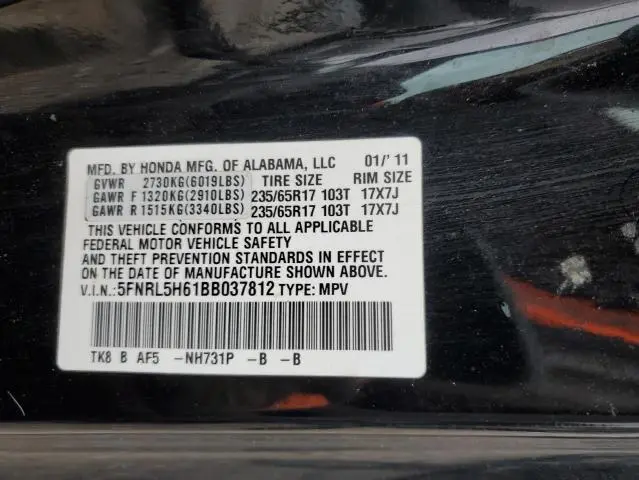 MFD. BY HONDA MFG. OF ALABAMA, LLC 01/'11
GVWR 2730KG(6019LBS) TIRE SIZE RIM SIZE
GAWR F 1320KG(2910LBS) 235/65R17 103T 17X7J
GAWR R 1515KG(3340LBS) 235/65R17 103T 17X7J
THIS VEHICLE CONFORMS TO ALL APPLICABLE
FEDERAL MOTOR VEHICLE SAFETY
AND THEFT PREVENTION STANDARDS IN EFFECT
ON THE DATE OF MANUFACTURE SHOWN ABOVE.
V.I.N.:5FNRL5H61BB037812 TYPE: MPV
TK8 B AF5 -NH731P -B -B